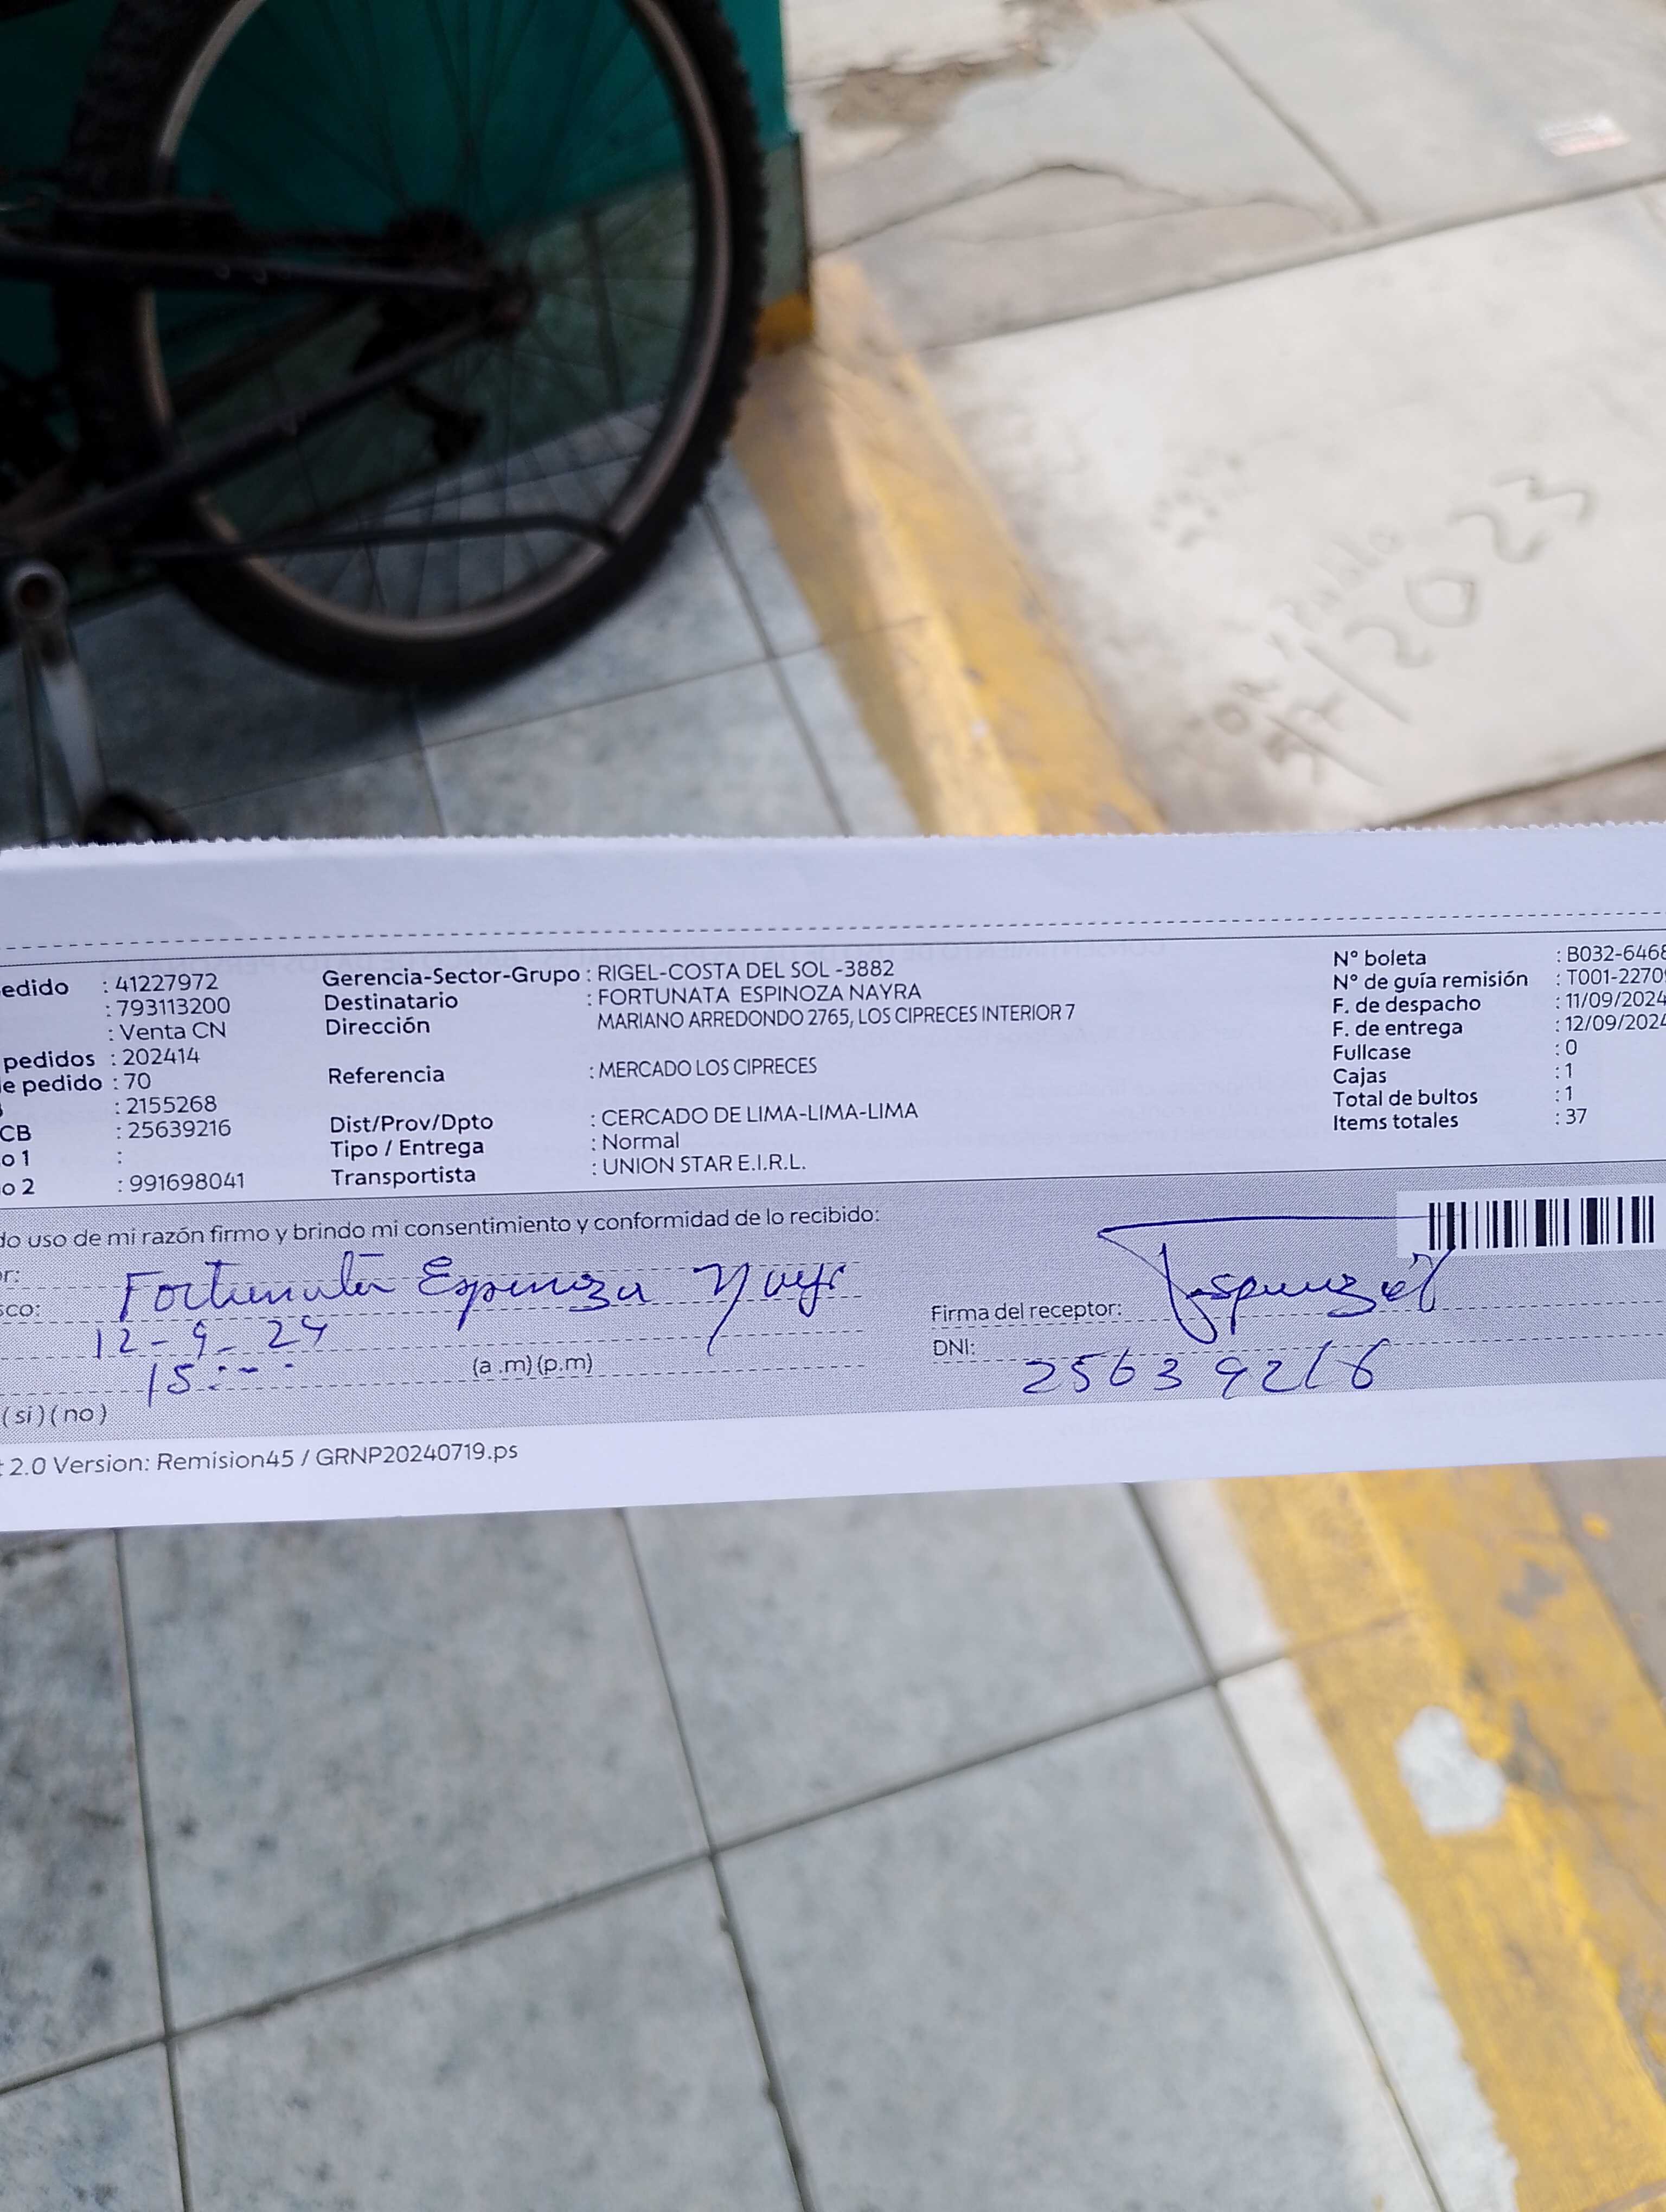 5/7/2023
edido : 41227972
: 793113200
: Venta CN
pedidos : 202414
e pedido : 70
: 2155268
CB : 25639216
o 1 :
o 2 : 991698041
Gerencia-Sector-Grupo : RIGEL-COSTA DEL SOL -3882
Destinatario : FORTUNATA ESPINOZA NAYRA
Dirección MARIANO ARREDONDO 2765, LOS CIPRECES INTERIOR 7
Referencia : MERCADO LOS CIPRECES
Dist/Prov/Dpto : CERCADO DE LIMA-LIMA-LIMA
Tipo / Entrega : Normal
Transportista : UNION STAR E.I.R.L.
N° boleta : B032-6468
N° de guía remisión : T001-2270
F. de despacho : 11/09/2024
F. de entrega : 12/09/2024
Fullcase : 0
Cajas : 1
Total de bultos : 1
Items totales : 37
do uso de mi razón firmo y brindo mi consentimiento y conformidad de lo recibido:
or: Fortunata Espinoza Nayr
sco:
12-9-24
15:-- (a .m) (p.m)
(si) (no)
Firma del receptor:
DNI: 25639216
2.0 Version: Remision45 / GRNP20240719.ps